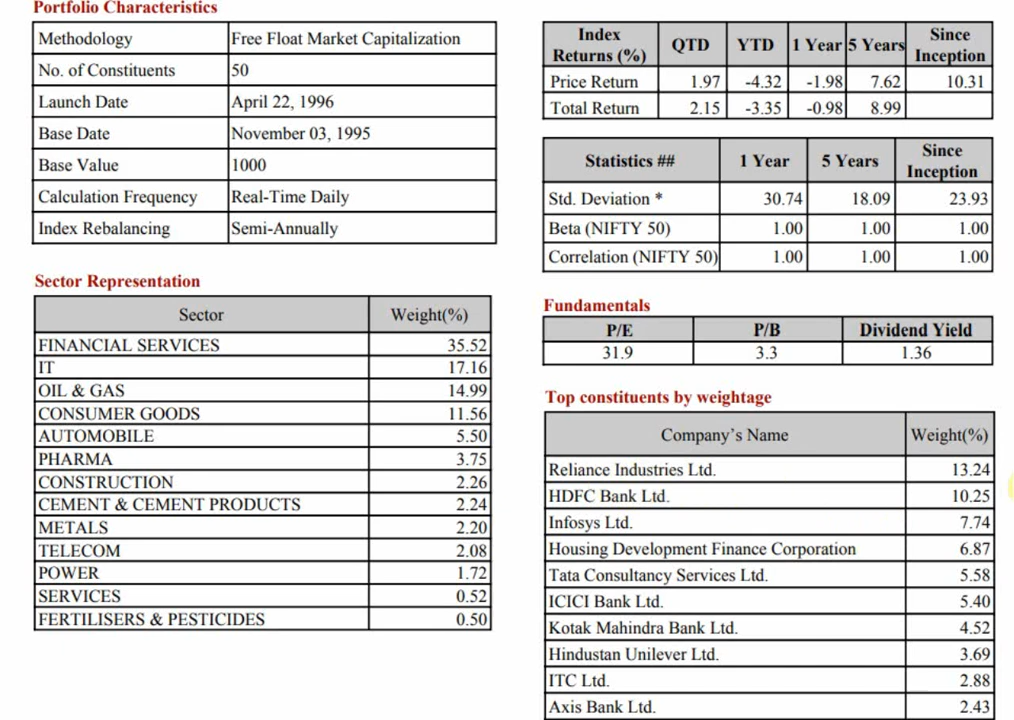 Portfolio Characteristics
Methodology Free Float Market Capitalization
No. of Constituents 50
Launch Date April 22, 1996
Base Date November 03, 1995
Base Value 1000
Calculation Frequency Real-Time Daily
Index Rebalancing Semi-Annually
Sector Representation
Sector Weight(%)
FINANCIAL SERVICES 35.52
IT 17.16
OIL & GAS 14.99
CONSUMER GOODS 11.56
AUTOMOBILE 5.50
PHARMA 3.75
CONSTRUCTION 2.26
CEMENT & CEMENT PRODUCTS 2.24
METALS 2.20
TELECOM 2.08
POWER 1.72
SERVICES 0.52
FERTILISERS & PESTICIDES 0.50
Index Returns (%) QTD YTD 1 Year 5 Years Since Inception
Price Return 1.97 -4.32 -1.98 7.62 10.31
Total Return 2.15 -3.35 -0.98 8.99
Statistics ## 1 Year 5 Years Since Inception
Std. Deviation * 30.74 18.09 23.93
Beta (NIFTY 50) 1.00 1.00 1.00
Correlation (NIFTY 50) 1.00 1.00 1.00
Fundamentals
P/E P/B Dividend Yield
31.9 3.3 1.36
Top constituents by weightage
Company's Name Weight(%)
Reliance Industries Ltd. 13.24
HDFC Bank Ltd. 10.25
Infosys Ltd. 7.74
Housing Development Finance Corporation 6.87
Tata Consultancy Services Ltd. 5.58
ICICI Bank Ltd. 5.40
Kotak Mahindra Bank Ltd. 4.52
Hindustan Unilever Ltd. 3.69
ITC Ltd. 2.88
Axis Bank Ltd. 2.43